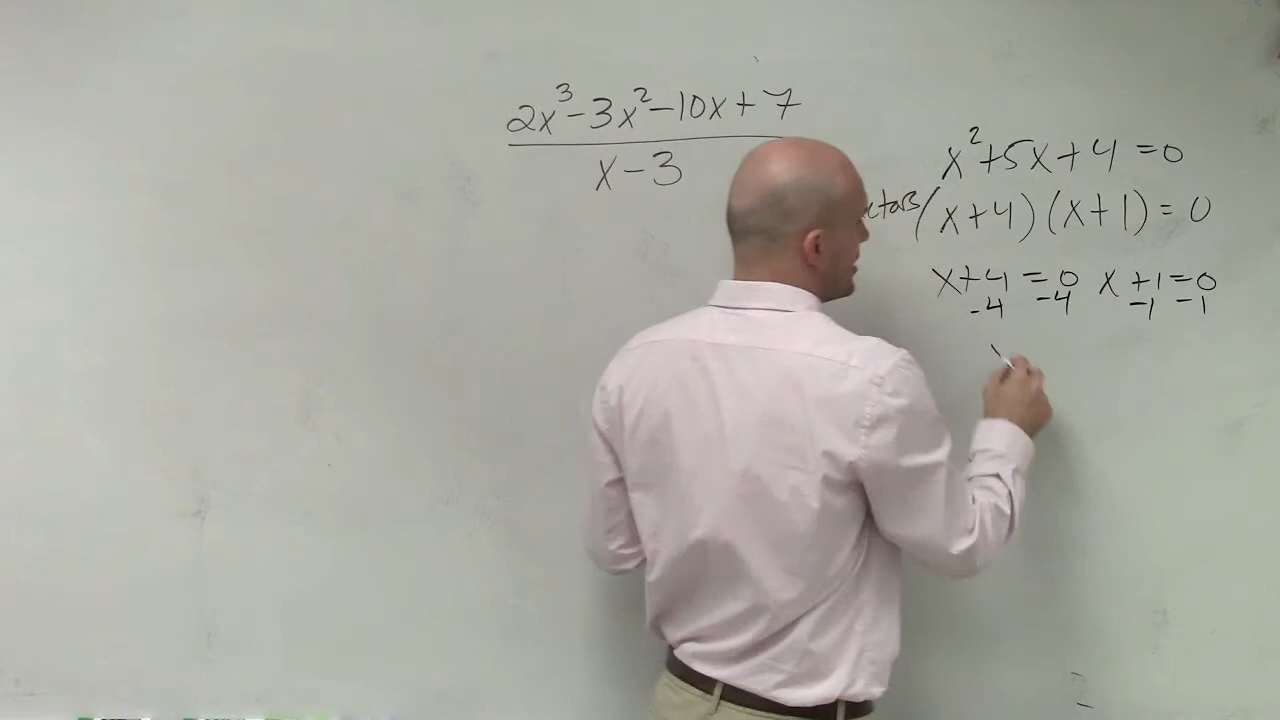 2x³-3x²-10x+7
x-3
x²+5x+4=0
(x+4)(x+1)=0
x+4=0 x+1=0
-4 -4 -1 -1